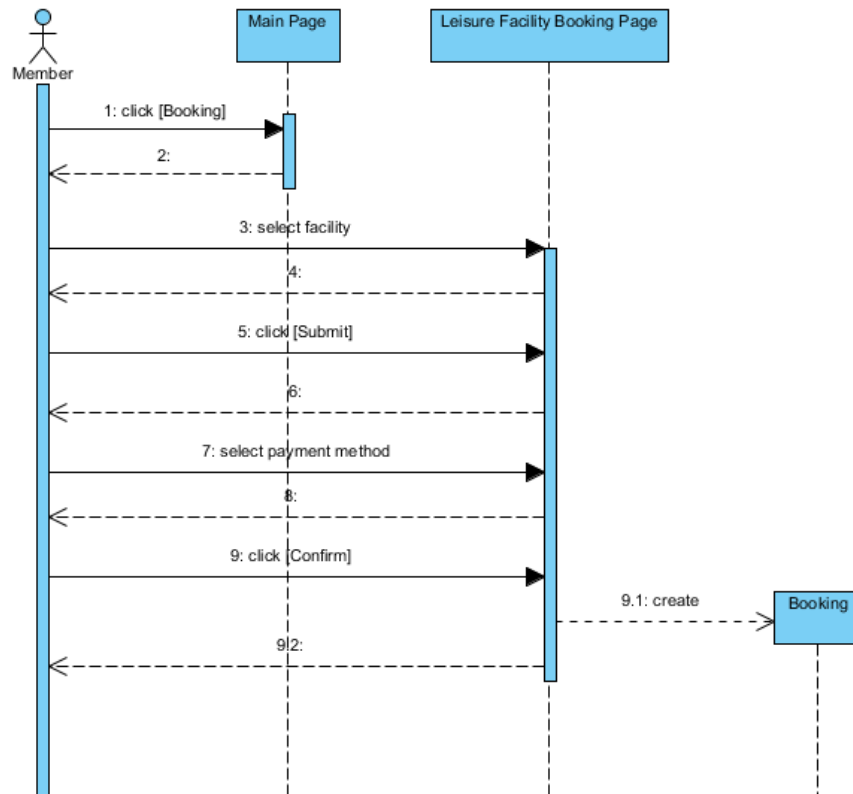 Main Page
Leisure Facility Booking Page
Member
1: click [Booking]
2:
3: select facility
4:
5: click [Submit]
6:
7: select payment method
8:
9: click [Confirm]
9.1: create
Booking
9.2: